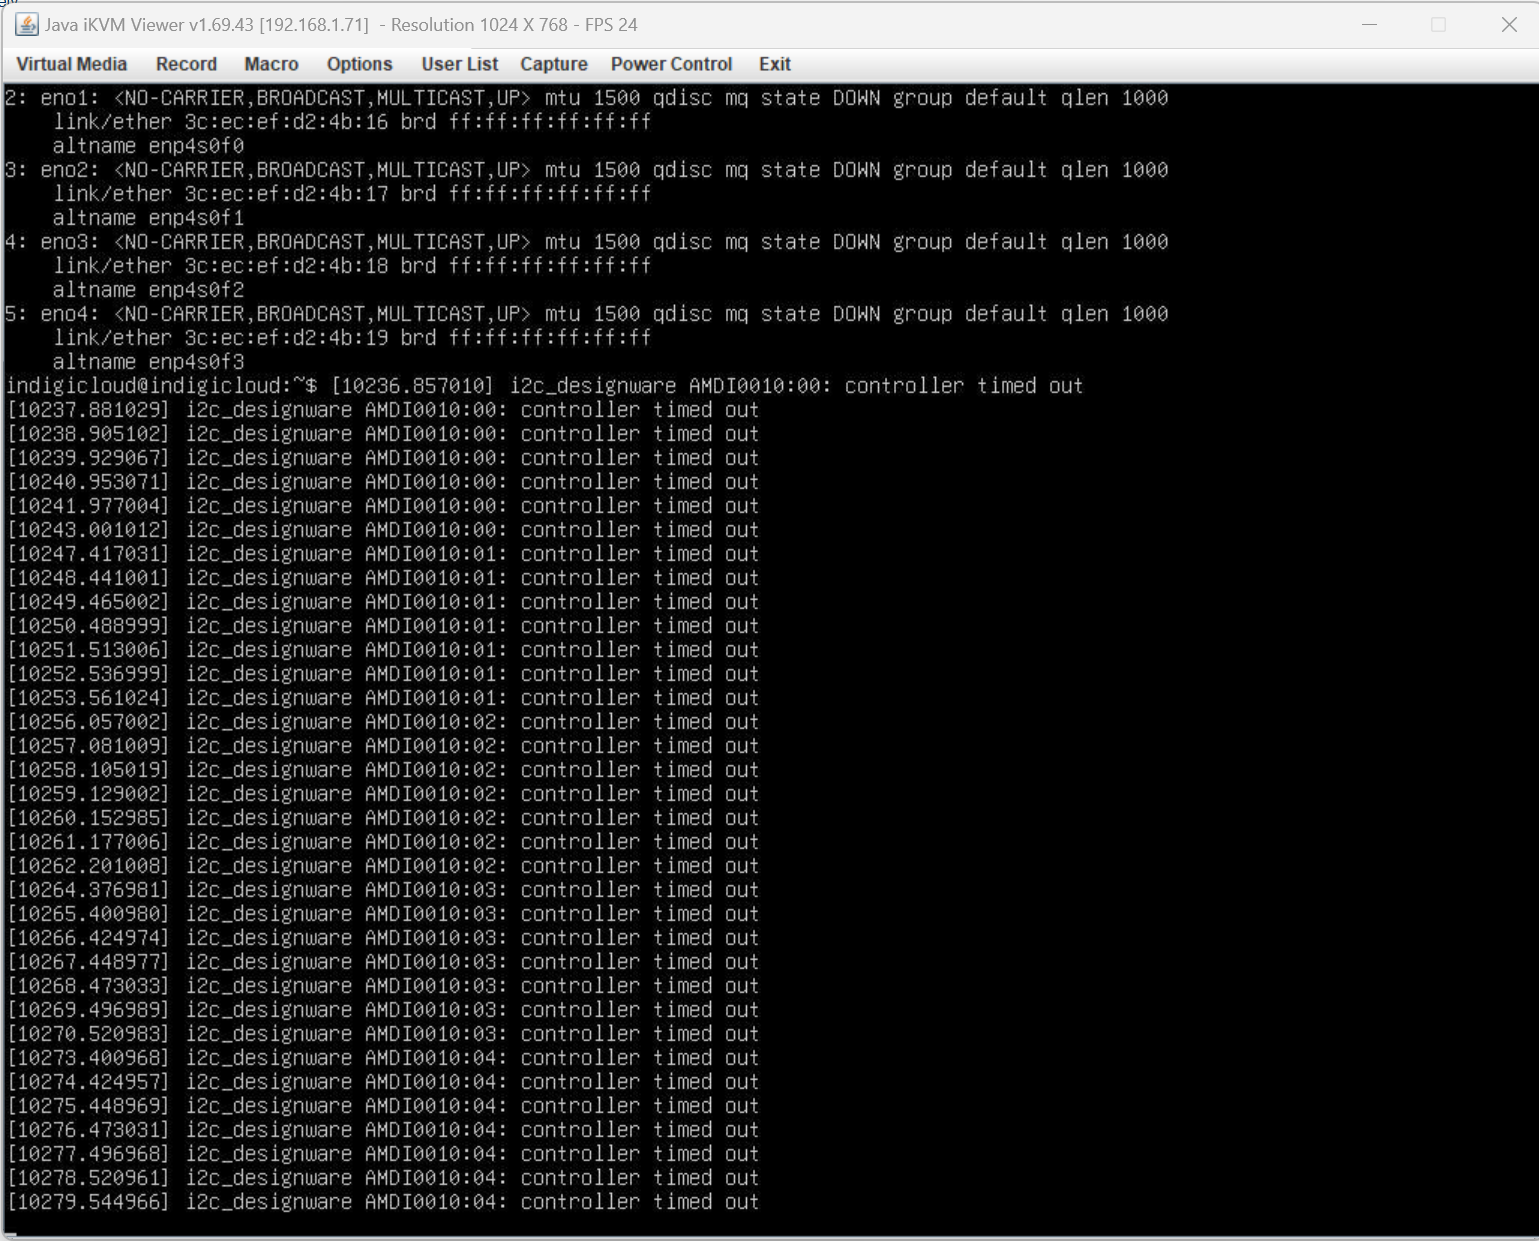 Java iKVM Viewer v1.69.43 [192.168.1.71] - Resolution 1024 X 768 - FPS 24
Virtual Media Record Macro Options User List Capture Power Control Exit
2: eno1: <NO-CARRIER,BROADCAST,MULTICAST,UP> mtu 1500 qdisc mq state DOWN group default qlen 1000
link/ether 3c:ec:ef:d2:4b:16 brd ff:ff:ff:ff:ff:ff
altname enp4s0f0
3: eno2: <NO-CARRIER,BROADCAST,MULTICAST,UP> mtu 1500 qdisc mq state DOWN group default qlen 1000
link/ether 3c:ec:ef:d2:4b:17 brd ff:ff:ff:ff:ff:ff
altname enp4s0f1
4: eno3: <NO-CARRIER,BROADCAST,MULTICAST,UP> mtu 1500 qdisc mq state DOWN group default qlen 1000
link/ether 3c:ec:ef:d2:4b:18 brd ff:ff:ff:ff:ff:ff
altname enp4s0f2
5: eno4: <NO-CARRIER,BROADCAST,MULTICAST,UP> mtu 1500 qdisc mq state DOWN group default qlen 1000
link/ether 3c:ec:ef:d2:4b:19 brd ff:ff:ff:ff:ff:ff
altname enp4s0f3
indigicloud@indigicloud:~$ [10236.857010] i2c_designware AMDI0010:00: controller timed out
[10237.881029] i2c_designware AMDI0010:00: controller timed out
[10238.905102] i2c_designware AMDI0010:00: controller timed out
[10239.929067] i2c_designware AMDI0010:00: controller timed out
[10240.953071] i2c_designware AMDI0010:00: controller timed out
[10241.977004] i2c_designware AMDI0010:00: controller timed out
[10243.001012] i2c_designware AMDI0010:00: controller timed out
[10247.417031] i2c_designware AMDI0010:01: controller timed out
[10248.441001] i2c_designware AMDI0010:01: controller timed out
[10249.465002] i2c_designware AMDI0010:01: controller timed out
[10250.488999] i2c_designware AMDI0010:01: controller timed out
[10251.513006] i2c_designware AMDI0010:01: controller timed out
[10252.536999] i2c_designware AMDI0010:01: controller timed out
[10253.561024] i2c_designware AMDI0010:01: controller timed out
[10256.057002] i2c_designware AMDI0010:02: controller timed out
[10257.081009] i2c_designware AMDI0010:02: controller timed out
[10258.105019] i2c_designware AMDI0010:02: controller timed out
[10259.129002] i2c_designware AMDI0010:02: controller timed out
[10260.152985] i2c_designware AMDI0010:02: controller timed out
[10261.177006] i2c_designware AMDI0010:02: controller timed out
[10262.201008] i2c_designware AMDI0010:02: controller timed out
[10264.376981] i2c_designware AMDI0010:03: controller timed out
[10265.400980] i2c_designware AMDI0010:03: controller timed out
[10266.424974] i2c_designware AMDI0010:03: controller timed out
[10267.448977] i2c_designware AMDI0010:03: controller timed out
[10268.473033] i2c_designware AMDI0010:03: controller timed out
[10269.496989] i2c_designware AMDI0010:03: controller timed out
[10270.520983] i2c_designware AMDI0010:03: controller timed out
[10273.400968] i2c_designware AMDI0010:04: controller timed out
[10274.424957] i2c_designware AMDI0010:04: controller timed out
[10275.448969] i2c_designware AMDI0010:04: controller timed out
[10276.473031] i2c_designware AMDI0010:04: controller timed out
[10277.496968] i2c_designware AMDI0010:04: controller timed out
[10278.520961] i2c_designware AMDI0010:04: controller timed out
[10279.544966] i2c_designware AMDI0010:04: controller timed out